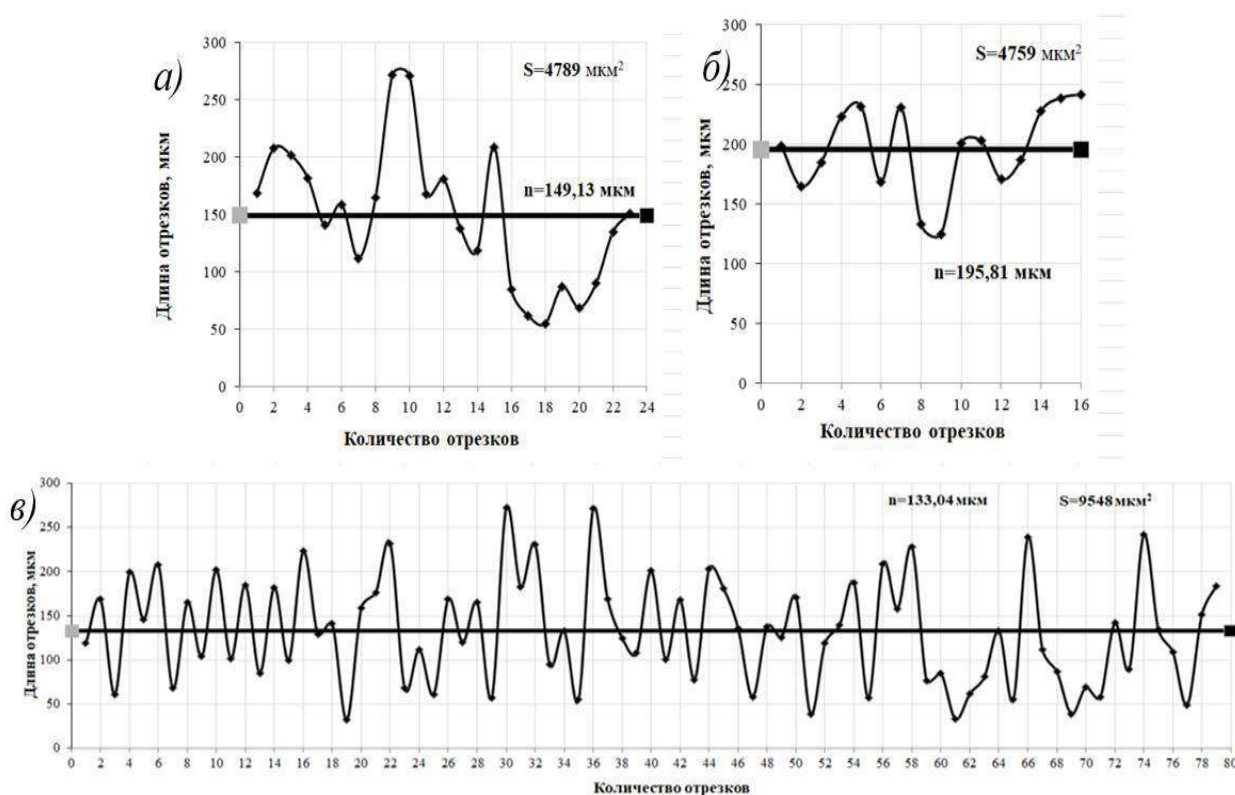 а)
S=4789 мкм²
n=149,13 мкм
Длина отрезков, мкм
300
250
200
150
100
50
0
0 2 4 6 8 10 12 14 16 18 20 22 24
Количество отрезков
б)
S=4759 мкм²
n=195,81 мкм
Длина отрезков, мкм
300
250
200
150
100
50
0
0 2 4 6 8 10 12 14 16
Количество отрезков
в)
n=133,04 мкм S=9548 мкм²
Длина отрезков, мкм
300
250
200
150
100
50
0
0 2 4 6 8 10 12 14 16 18 20 22 24 26 28 30 32 34 36 38 40 42 44 46 48 50 52 54 56 58 60 62 64 66 68 70 72 74 76 78 80
Количество отрезков